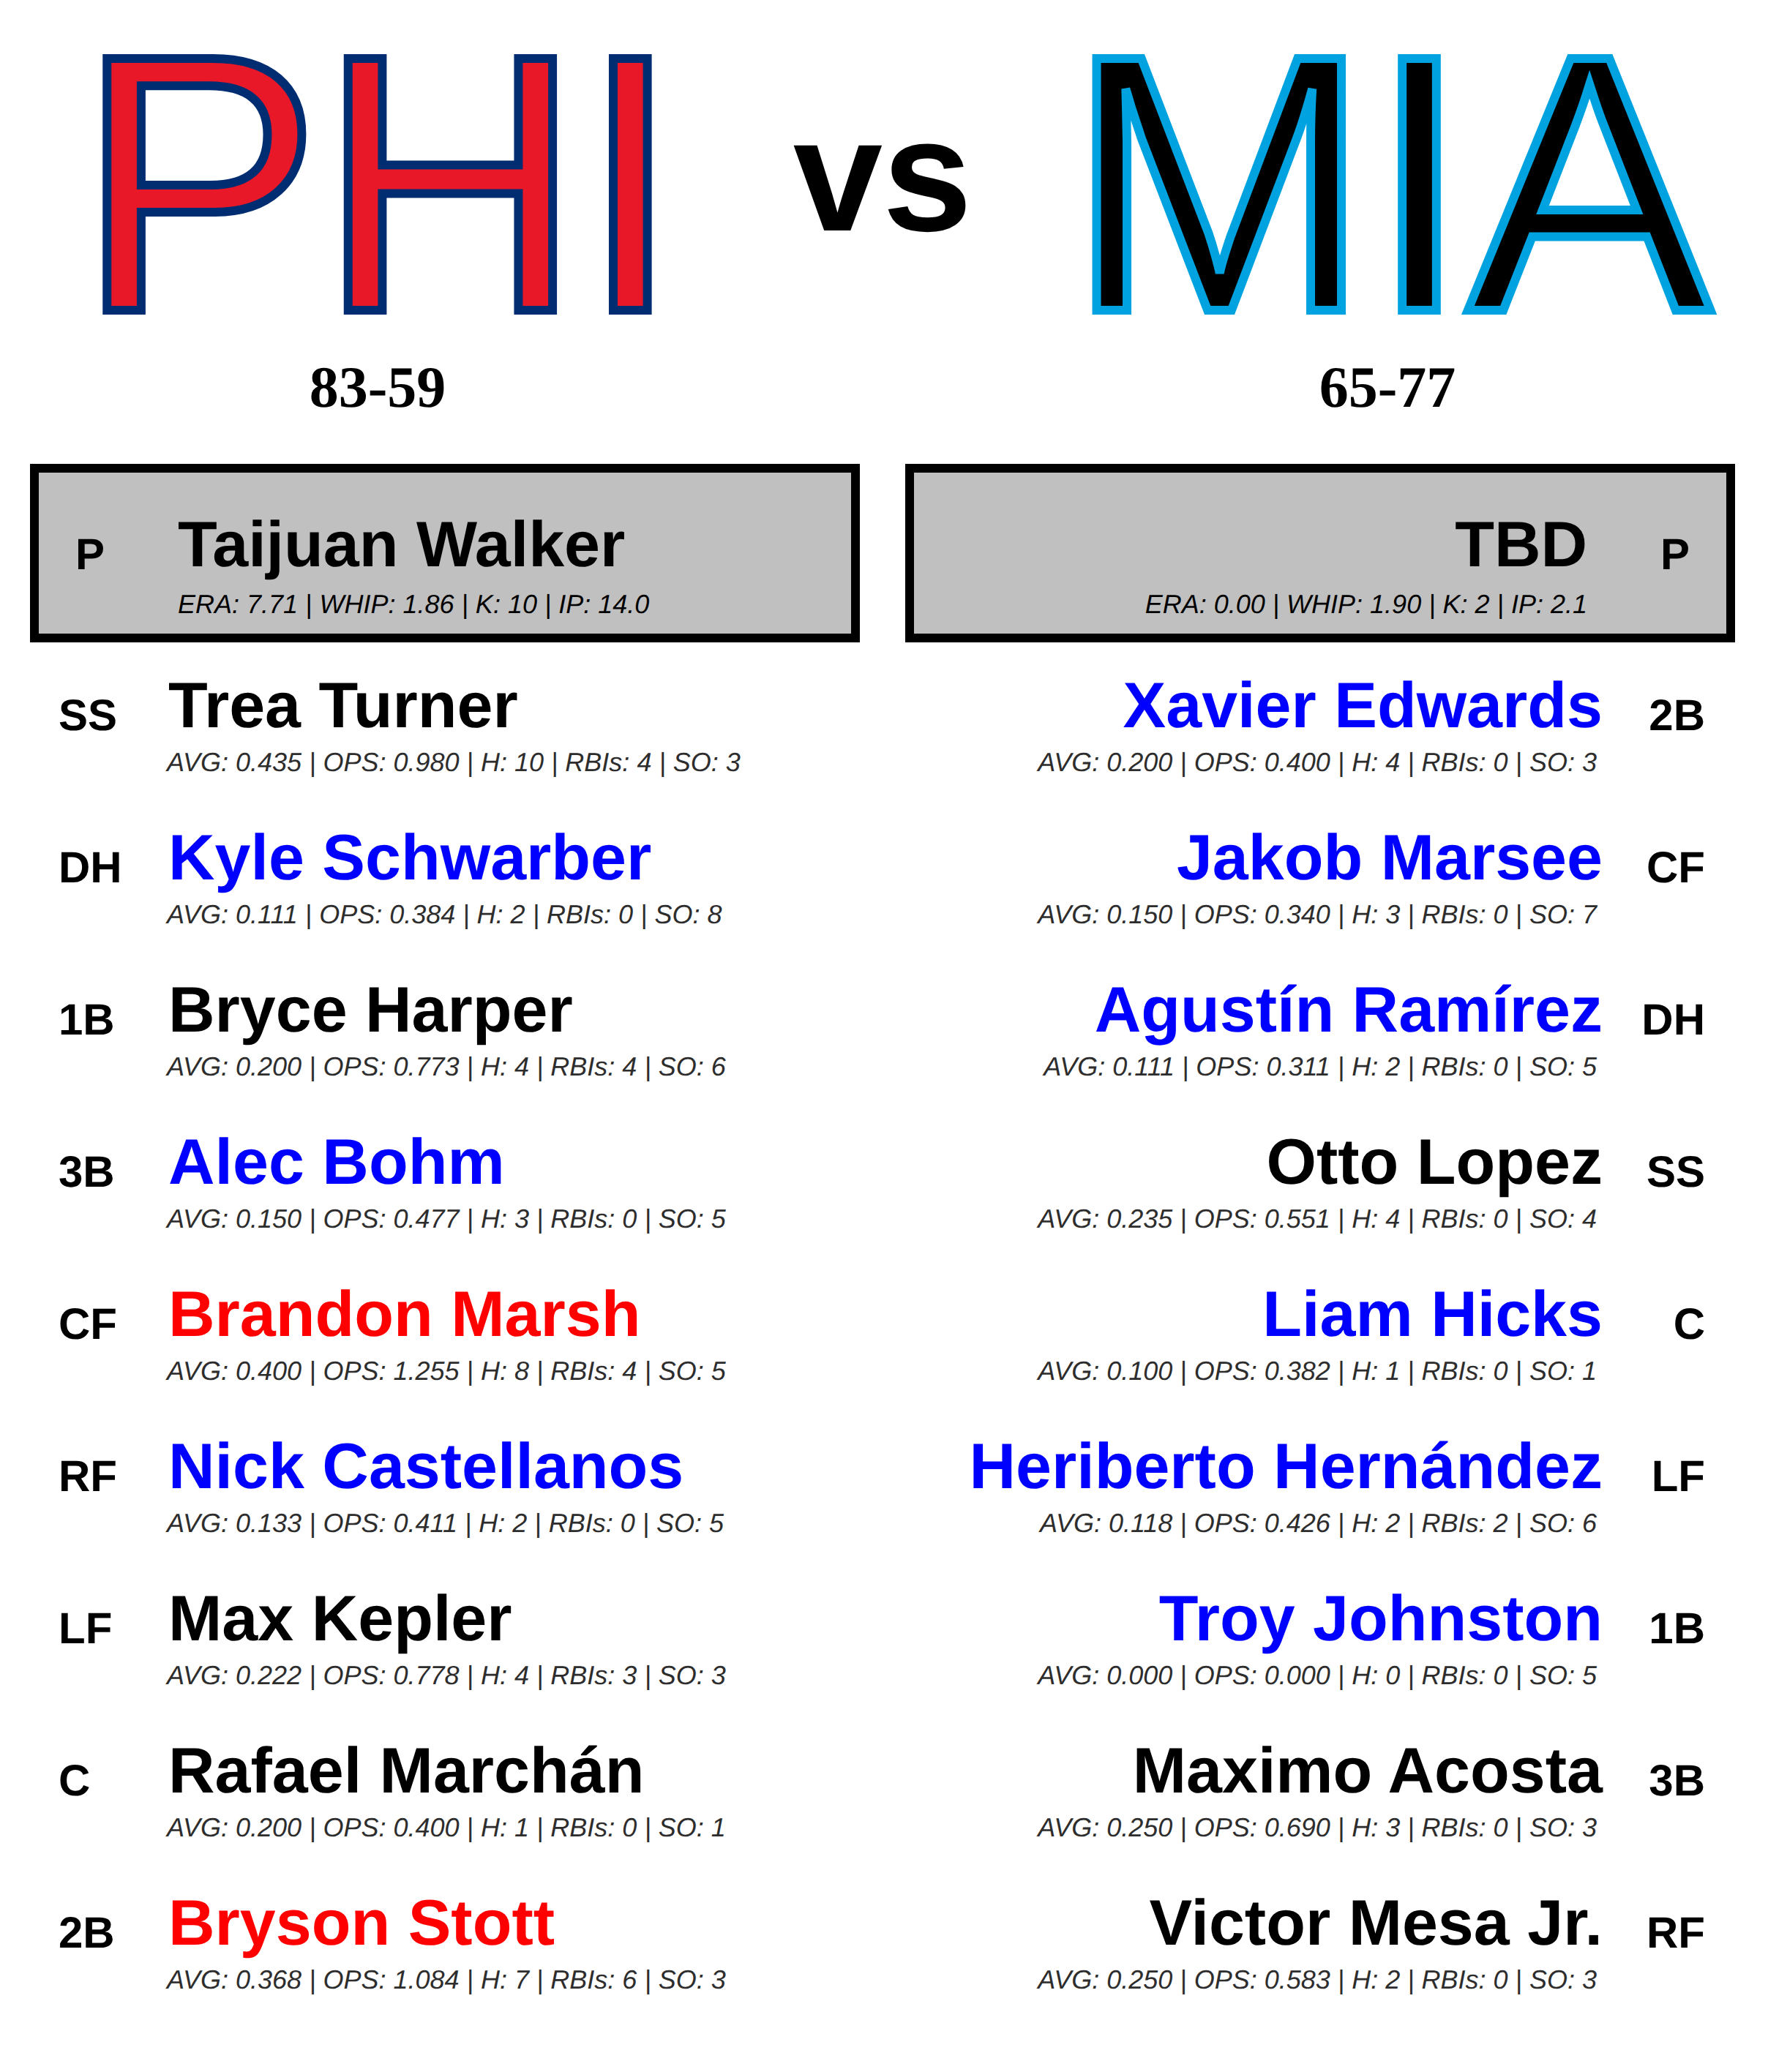 PHI vs MIA
83-59 65-77
P Taijuan Walker
ERA: 7.71 | WHIP: 1.86 | K: 10 | IP: 14.0
TBD P
ERA: 0.00 | WHIP: 1.90 | K: 2 | IP: 2.1
SS Trea Turner
AVG: 0.435 | OPS: 0.980 | H: 10 | RBIs: 4 | SO: 3
DH Kyle Schwarber
AVG: 0.111 | OPS: 0.384 | H: 2 | RBIs: 0 | SO: 8
1B Bryce Harper
AVG: 0.200 | OPS: 0.773 | H: 4 | RBIs: 4 | SO: 6
3B Alec Bohm
AVG: 0.150 | OPS: 0.477 | H: 3 | RBIs: 0 | SO: 5
CF Brandon Marsh
AVG: 0.400 | OPS: 1.255 | H: 8 | RBIs: 4 | SO: 5
RF Nick Castellanos
AVG: 0.133 | OPS: 0.411 | H: 2 | RBIs: 0 | SO: 5
LF Max Kepler
AVG: 0.222 | OPS: 0.778 | H: 4 | RBIs: 3 | SO: 3
C Rafael Marchán
AVG: 0.200 | OPS: 0.400 | H: 1 | RBIs: 0 | SO: 1
2B Bryson Stott
AVG: 0.368 | OPS: 1.084 | H: 7 | RBIs: 6 | SO: 3
Xavier Edwards 2B
AVG: 0.200 | OPS: 0.400 | H: 4 | RBIs: 0 | SO: 3
Jakob Marsee CF
AVG: 0.150 | OPS: 0.340 | H: 3 | RBIs: 0 | SO: 7
Agustín Ramírez DH
AVG: 0.111 | OPS: 0.311 | H: 2 | RBIs: 0 | SO: 5
Otto Lopez SS
AVG: 0.235 | OPS: 0.551 | H: 4 | RBIs: 0 | SO: 4
Liam Hicks C
AVG: 0.100 | OPS: 0.382 | H: 1 | RBIs: 0 | SO: 1
Heriberto Hernández LF
AVG: 0.118 | OPS: 0.426 | H: 2 | RBIs: 2 | SO: 6
Troy Johnston 1B
AVG: 0.000 | OPS: 0.000 | H: 0 | RBIs: 0 | SO: 5
Maximo Acosta 3B
AVG: 0.250 | OPS: 0.690 | H: 3 | RBIs: 0 | SO: 3
Victor Mesa Jr. RF
AVG: 0.250 | OPS: 0.583 | H: 2 | RBIs: 0 | SO: 3